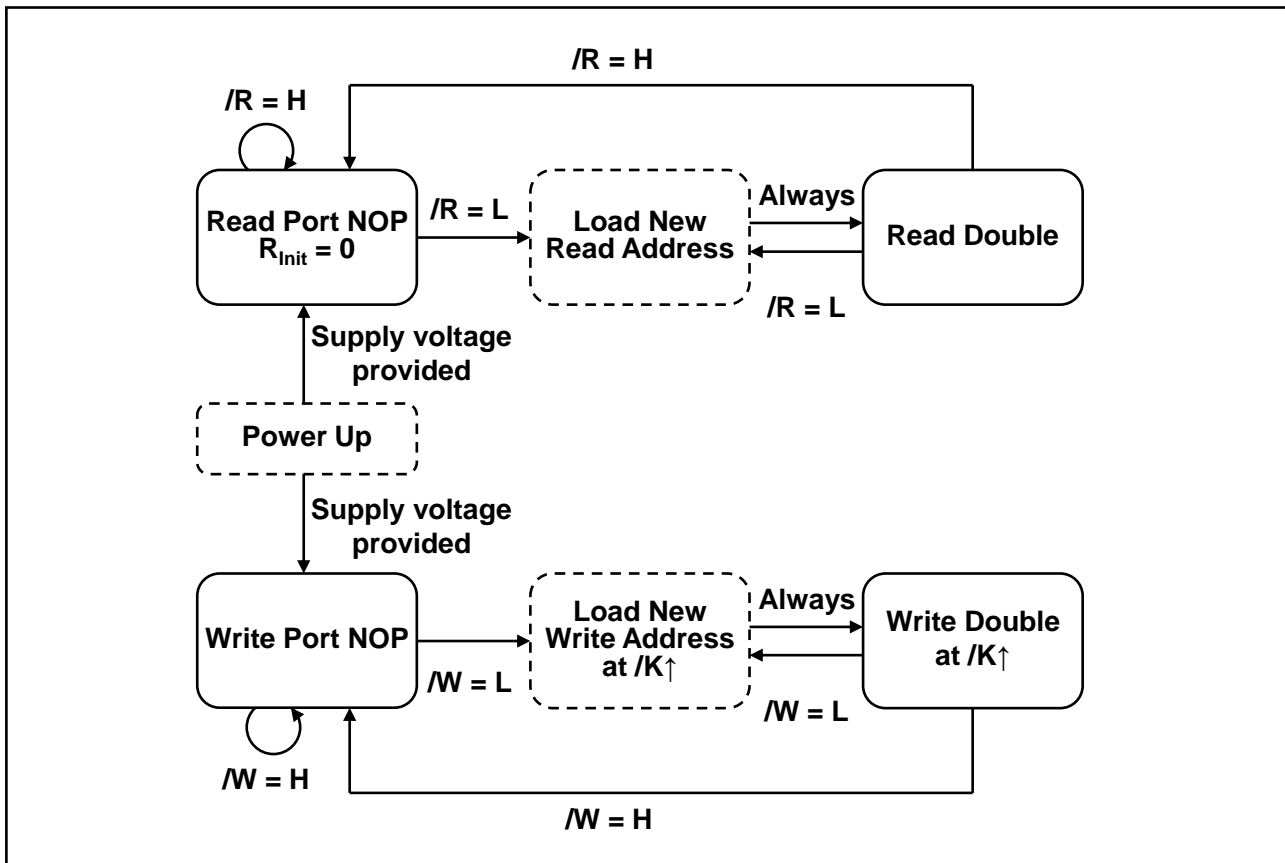 /R = H
/R = H
Read Port NOP
R_Init = 0
/R = L
Load New
Read Address
Always
/R = L
Read Double
Supply voltage
provided
Power Up
Supply voltage
provided
Write Port NOP
/W = L
Load New
Write Address
at /K↑
Always
/W = L
Write Double
at /K↑
/W = H
/W = H